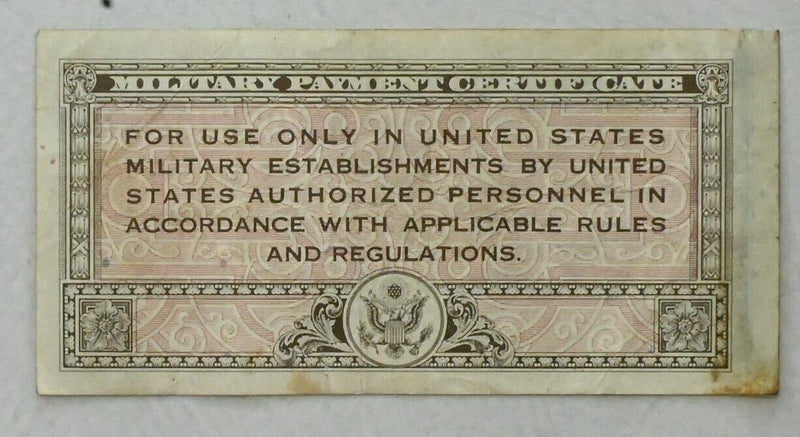 MILITARY PAYMENT CERTIFICATE
FOR USE ONLY IN UNITED STATES
MILITARY ESTABLISHMENTS BY UNITED
STATES AUTHORIZED PERSONNEL IN
ACCORDANCE WITH APPLICABLE RULES
AND REGULATIONS.